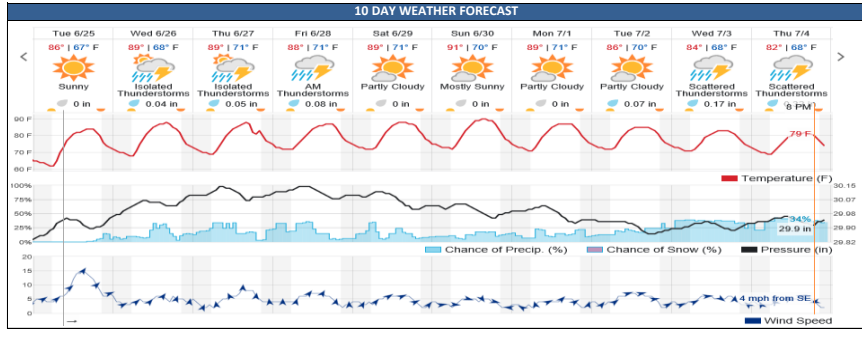 10 DAY WEATHER FORECAST
Tue 6/25 Wed 6/26 Thu 6/27 Fri 6/28 Sat 6/29 Sun 6/30 Mon 7/1 Tue 7/2 Wed 7/3 Thu 7/4
86° | 67° F 89° | 68° F 89° | 71° F 88° | 71° F 89° | 71° F 91° | 70° F 89° | 71° F 86° | 70° F 84° | 68° F 82° | 68° F
Sunny Isolated Thunderstorms Isolated Thunderstorms AM Thunderstorms Partly Cloudy Mostly Sunny Partly Cloudy Partly Cloudy Scattered Thunderstorms Scattered Thunderstorms
0 in 0.04 in 0.05 in 0.08 in 0 in 0 in 0 in 0.07 in 0.17 in
8 PM
90 F
80 F
79 F
70 F
60 F
Temperature (F)
100% 30.15
75% 30.07
50% 29.98
34%
25% 29.90
29.9 in
0% 29.82
Chance of Precip. (%) Chance of Snow (%) Pressure (in)
20
15
10
5
4 mph from SE
0
Wind Speed